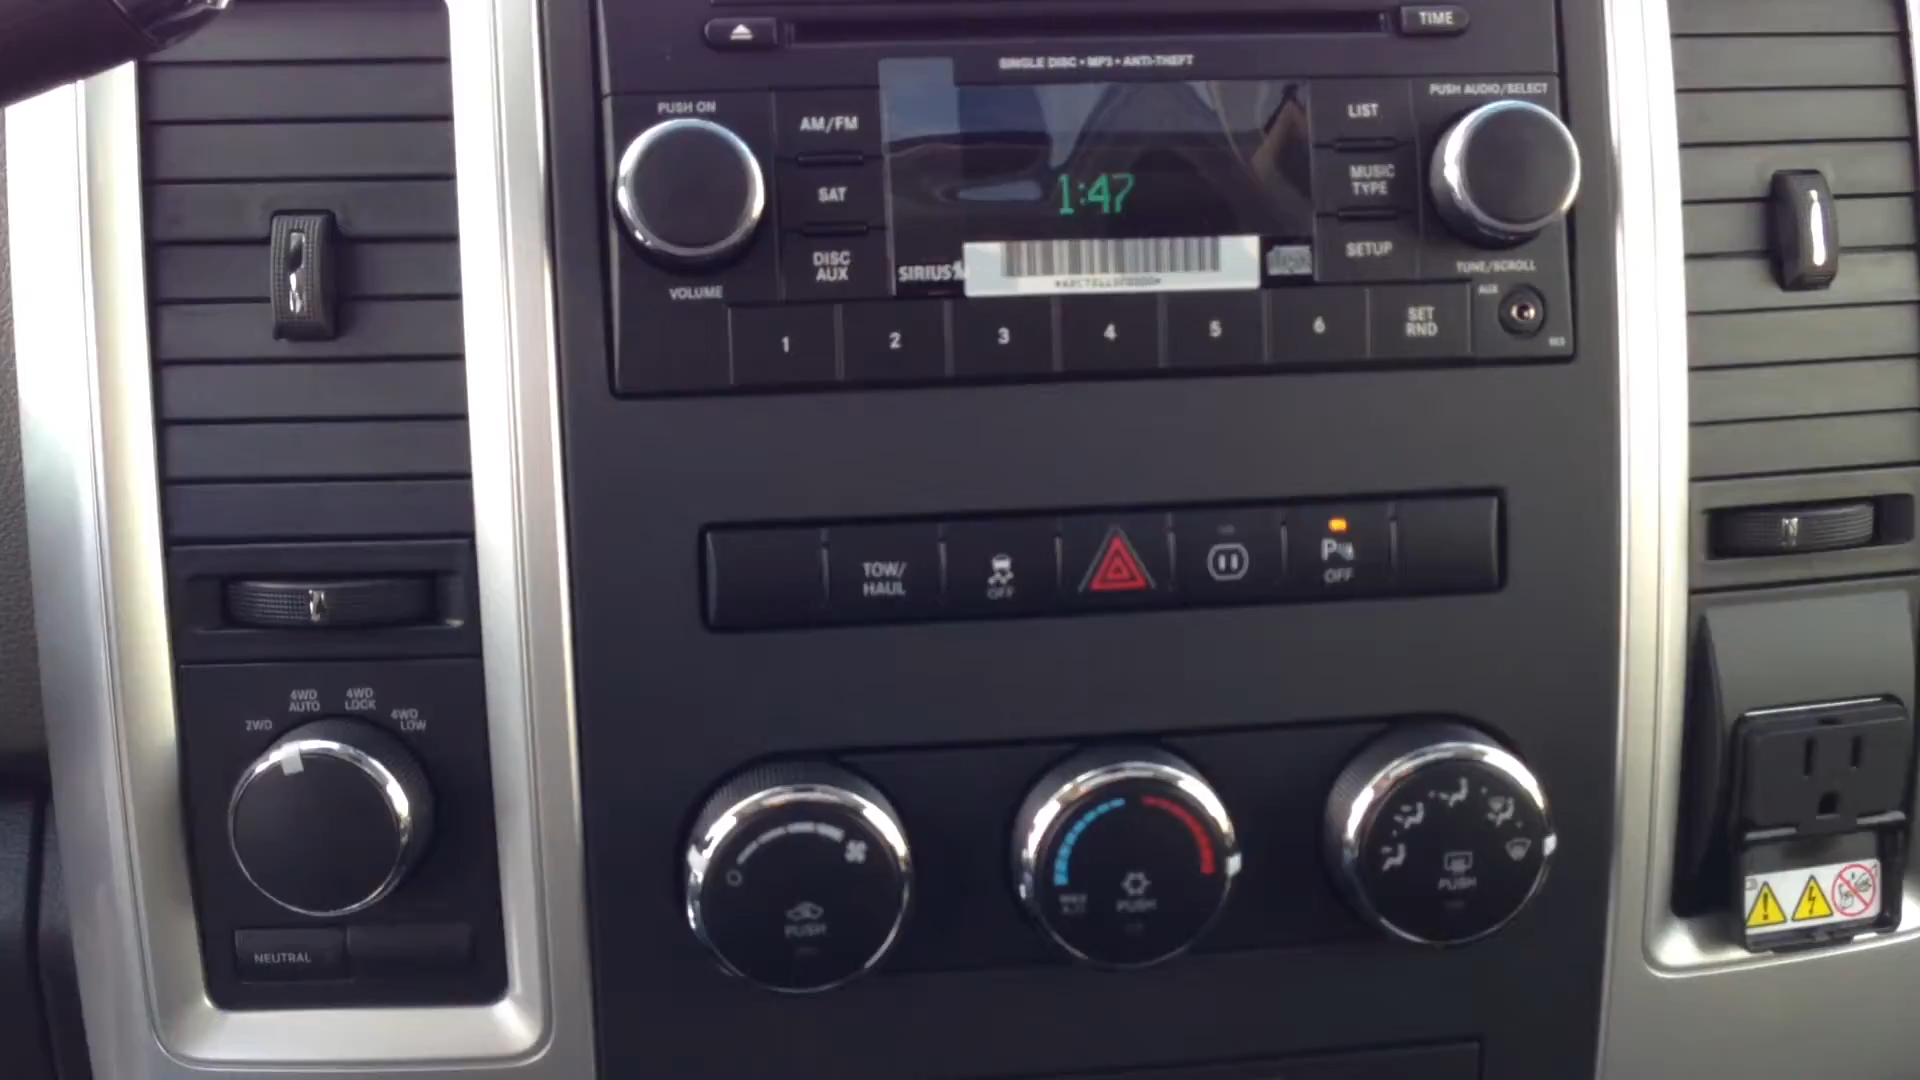 TIME
SINGLE DISC • MP3 • ANTI-THEFT
PUSH ON
VOLUME
AM/FM
SAT
DISC
AUX
1:47
SIRIUS
LIST
MUSIC
TYPE
SETUP
PUSH AUDIO/SELECT
TUNE/SCROLL
AUX
1
2
3
4
5
6
SET
RND
TOW/
HAUL
OFF
P
OFF
2WD
4WD
AUTO
4WD
LOCK
4WD
LOW
NEUTRAL
PUSH
PUSH
PUSH